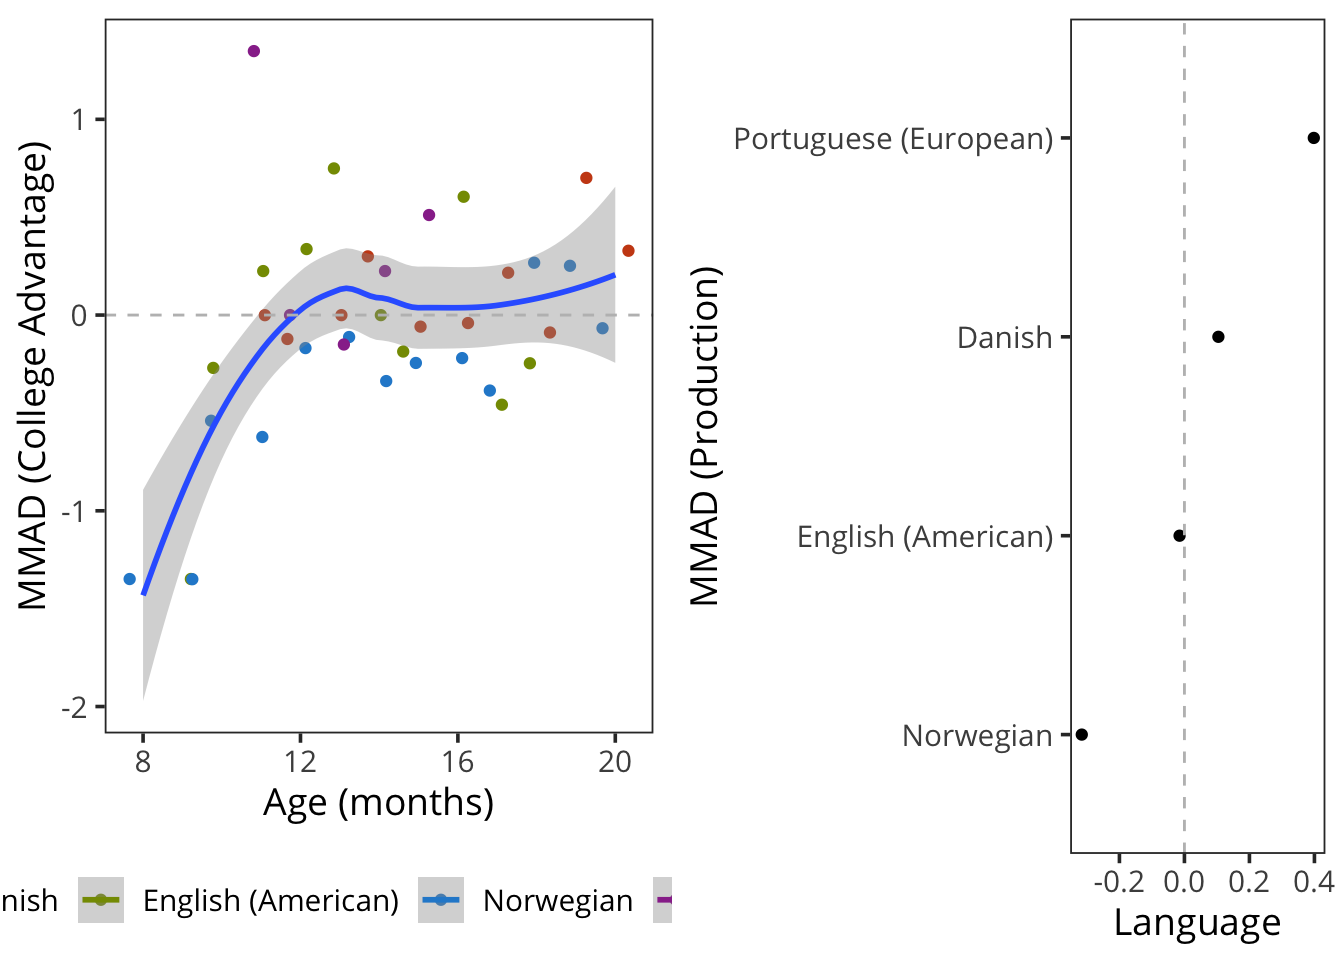 MMAD (College Advantage)
1
0
-1
-2
8 12 16 20
Age (months)
nish English (American) Norwegian
MMAD (Production)
Portuguese (European)
Danish
English (American)
Norwegian
-0.2 0.0 0.2 0.4
Language